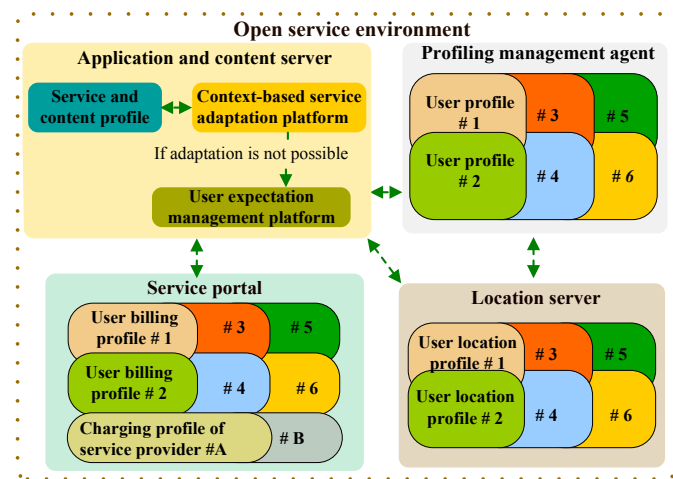 Open service environment
Application and content server
Service and
content profile
Context-based service
adaptation platform
If adaptation is not possible
User expectation
management platform
Profiling management agent
User profile
# 1
# 3
# 5
User profile
# 2
# 4
# 6
Service portal
User billing
profile # 1
# 3
# 5
User billing
profile # 2
# 4
# 6
Charging profile of
service provider #A
# B
Location server
User location
profile # 1
# 3
# 5
User location
profile # 2
# 4
# 6